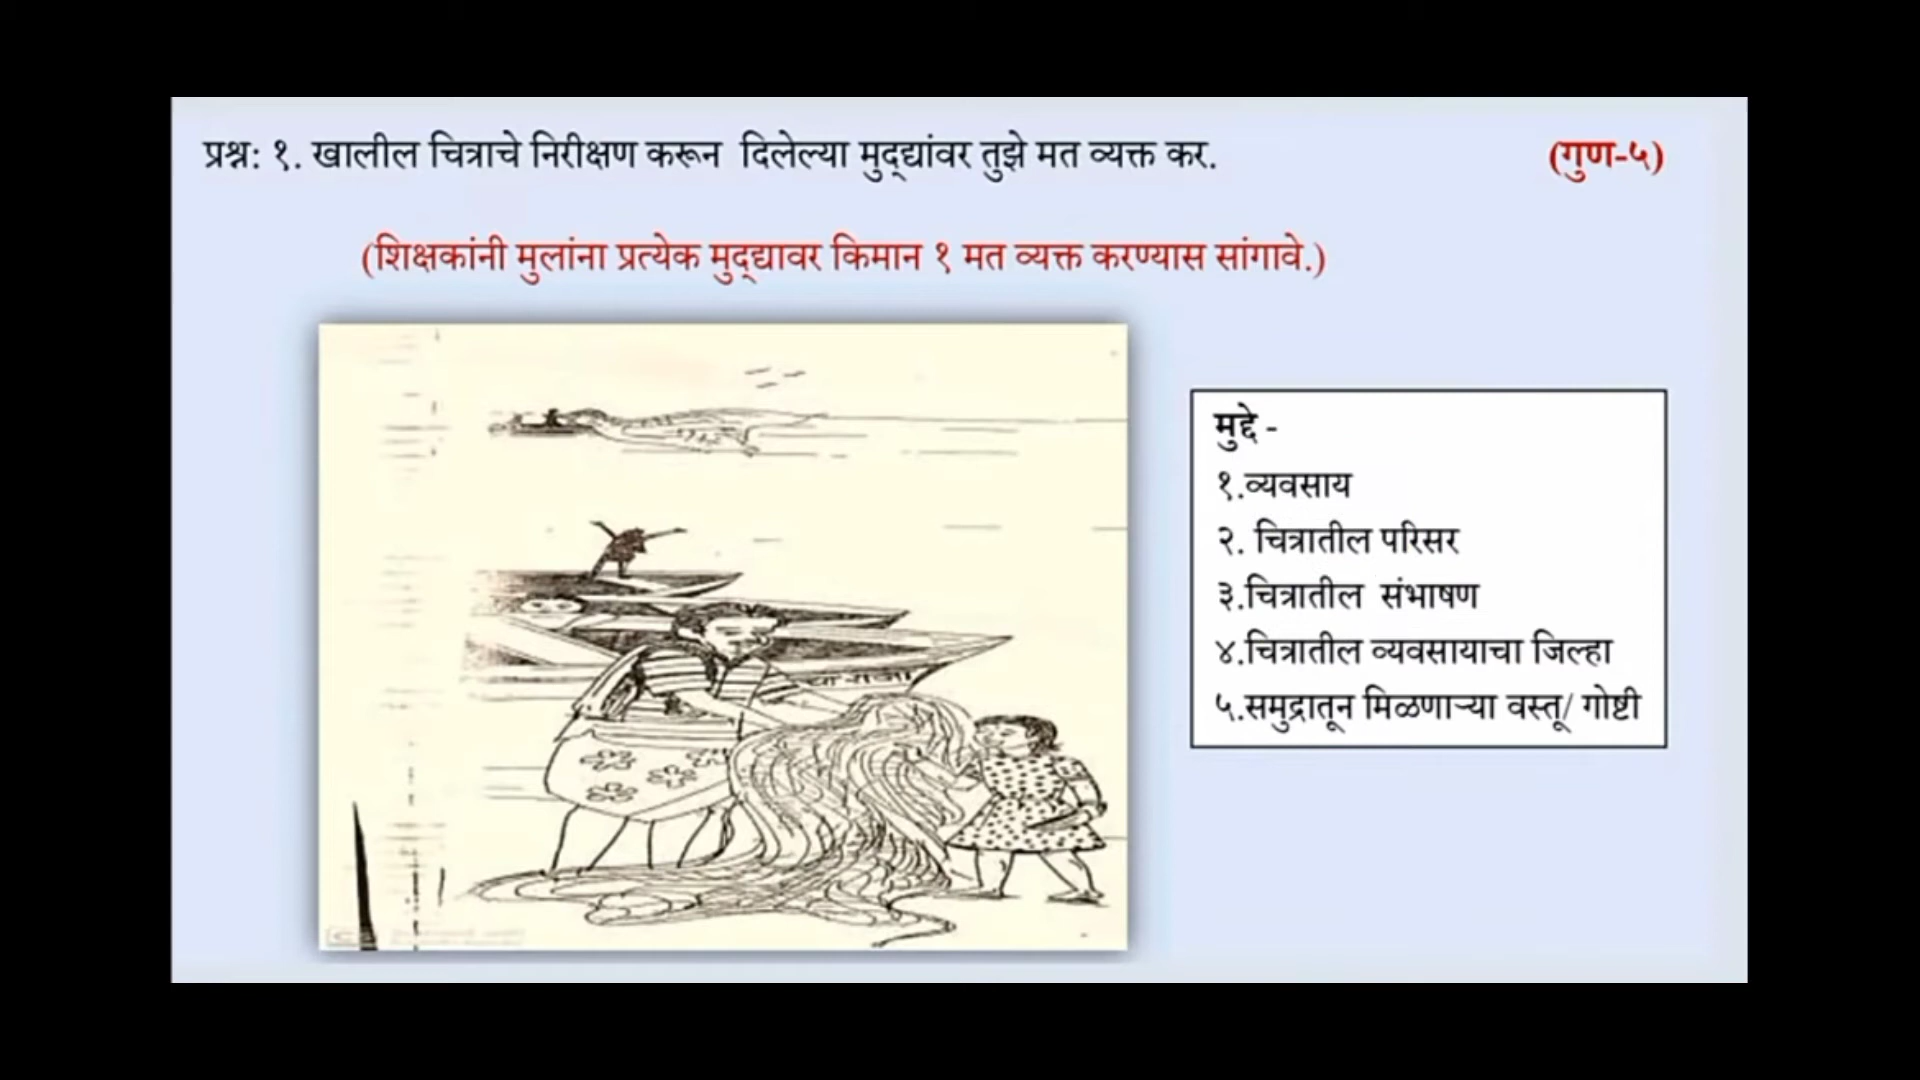 प्रश्न: १. खालील चित्राचे निरीक्षण करून दिलेल्या मुद्द्यांवर तुझे मत व्यक्त कर. (गुण-५)
(शिक्षकांनी मुलांना प्रत्येक मुद्द्यावर किमान १ मत व्यक्त करण्यास सांगावे.)
मुद्दे -
१.व्यवसाय
२. चित्रातील परिसर
३.चित्रातील संभाषण
४.चित्रातील व्यवसायाचा जिल्हा
५.समुद्रातून मिळणाऱ्या वस्तू/ गोष्टी